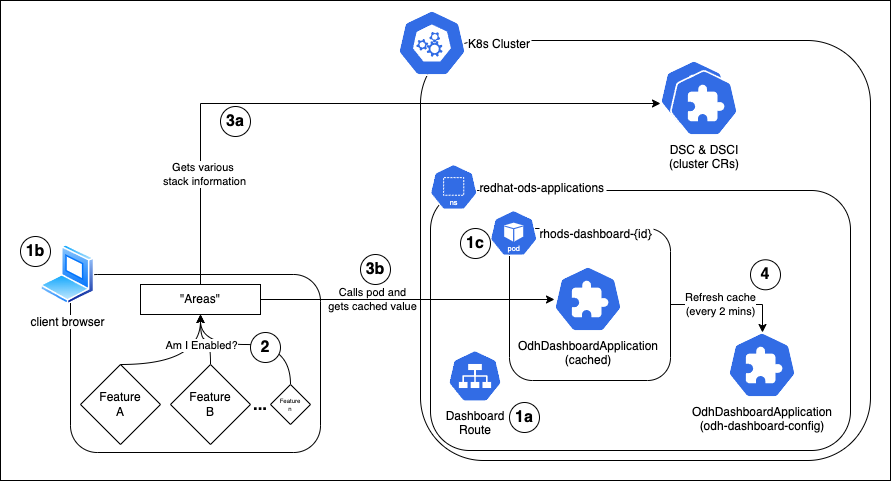 K8s Cluster
3a
DSC & DSCI
(cluster CRs)
Gets various
stack information
ns
redhat-ods-applications
1b
1c
pod
rhods-dashboard-{id}
3b
4
client browser
"Areas"
Calls pod and
gets cached value
Refresh cache
(every 2 mins)
Am I Enabled?
2
OdhDashboardApplication
(cached)
Feature
A
Feature
B
...
Feature
n
Dashboard
Route
1a
OdhDashboardApplication
(odh-dashboard-config)